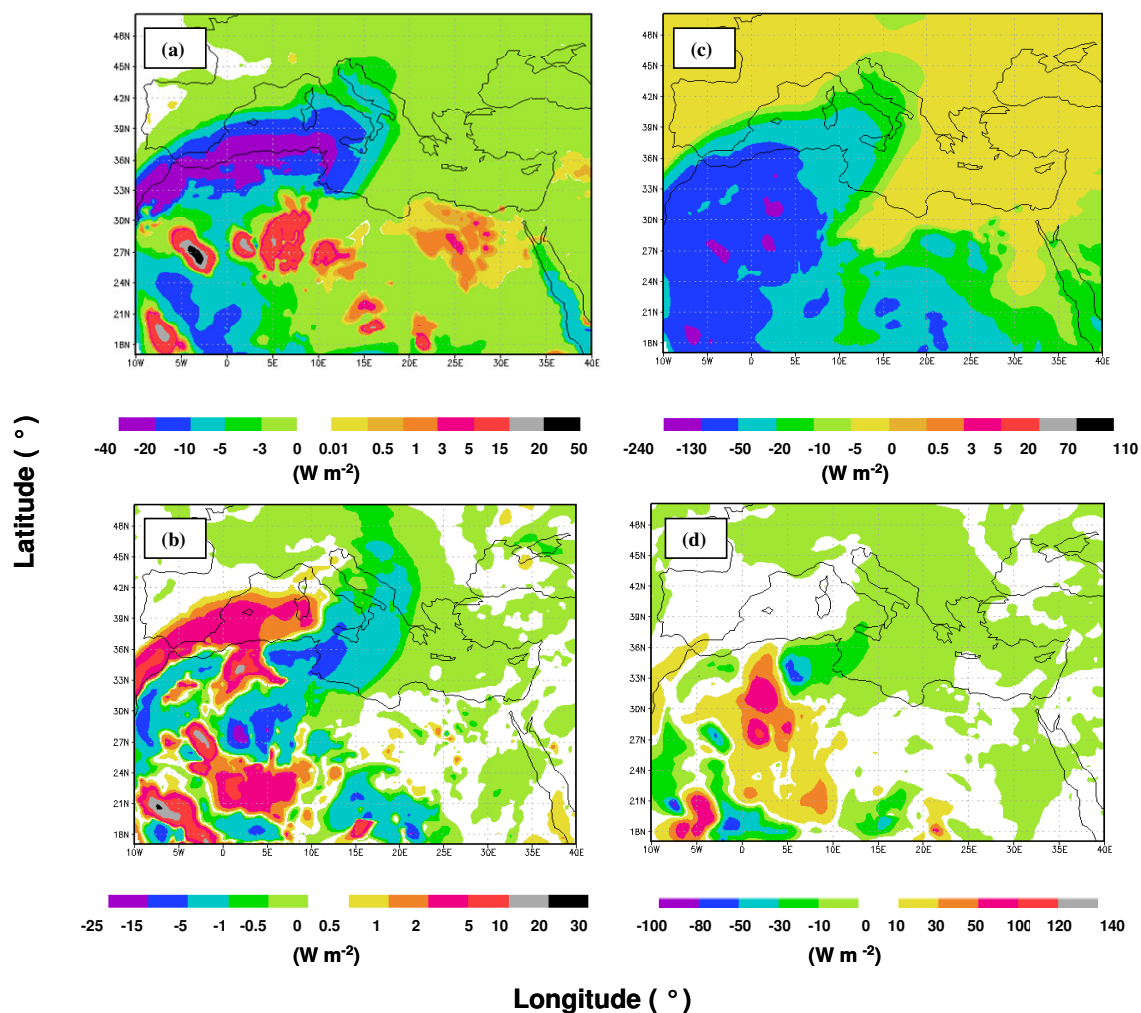 (a)
48N
45N
42N
39N
36N
33N
30N
27N
24N
21N
18N
10W 5W 0 5E 10E 15E 20E 25E 30E 35E 40E
-40 -20 -10 -5 -3 0 0.01 0.5 1 3 5 15 20 50
(W m-2)
(c)
48N
45N
42N
39N
36N
33N
30N
27N
24N
21N
18N
10W 5W 0 5E 10E 15E 20E 25E 30E 35E 40E
-240 -130 -50 -20 -10 -5 0 0.5 3 5 20 70 110
(W m-2)
Latitude ( ° )
(b)
48N
45N
42N
39N
36N
33N
30N
27N
24N
21N
18N
10W 5W 0 5E 10E 15E 20E 25E 30E 35E 40E
-25 -15 -5 -1 -0.5 0 0.5 1 2 5 10 20 30
(W m-2)
(d)
48N
45N
42N
39N
36N
33N
30N
27N
24N
21N
18N
10W 5W 0 5E 10E 15E 20E 25E 30E 35E 40E
-100 -80 -50 -30 -10 0 10 30 50 100 120 140
(W m -2)
Longitude ( ° )